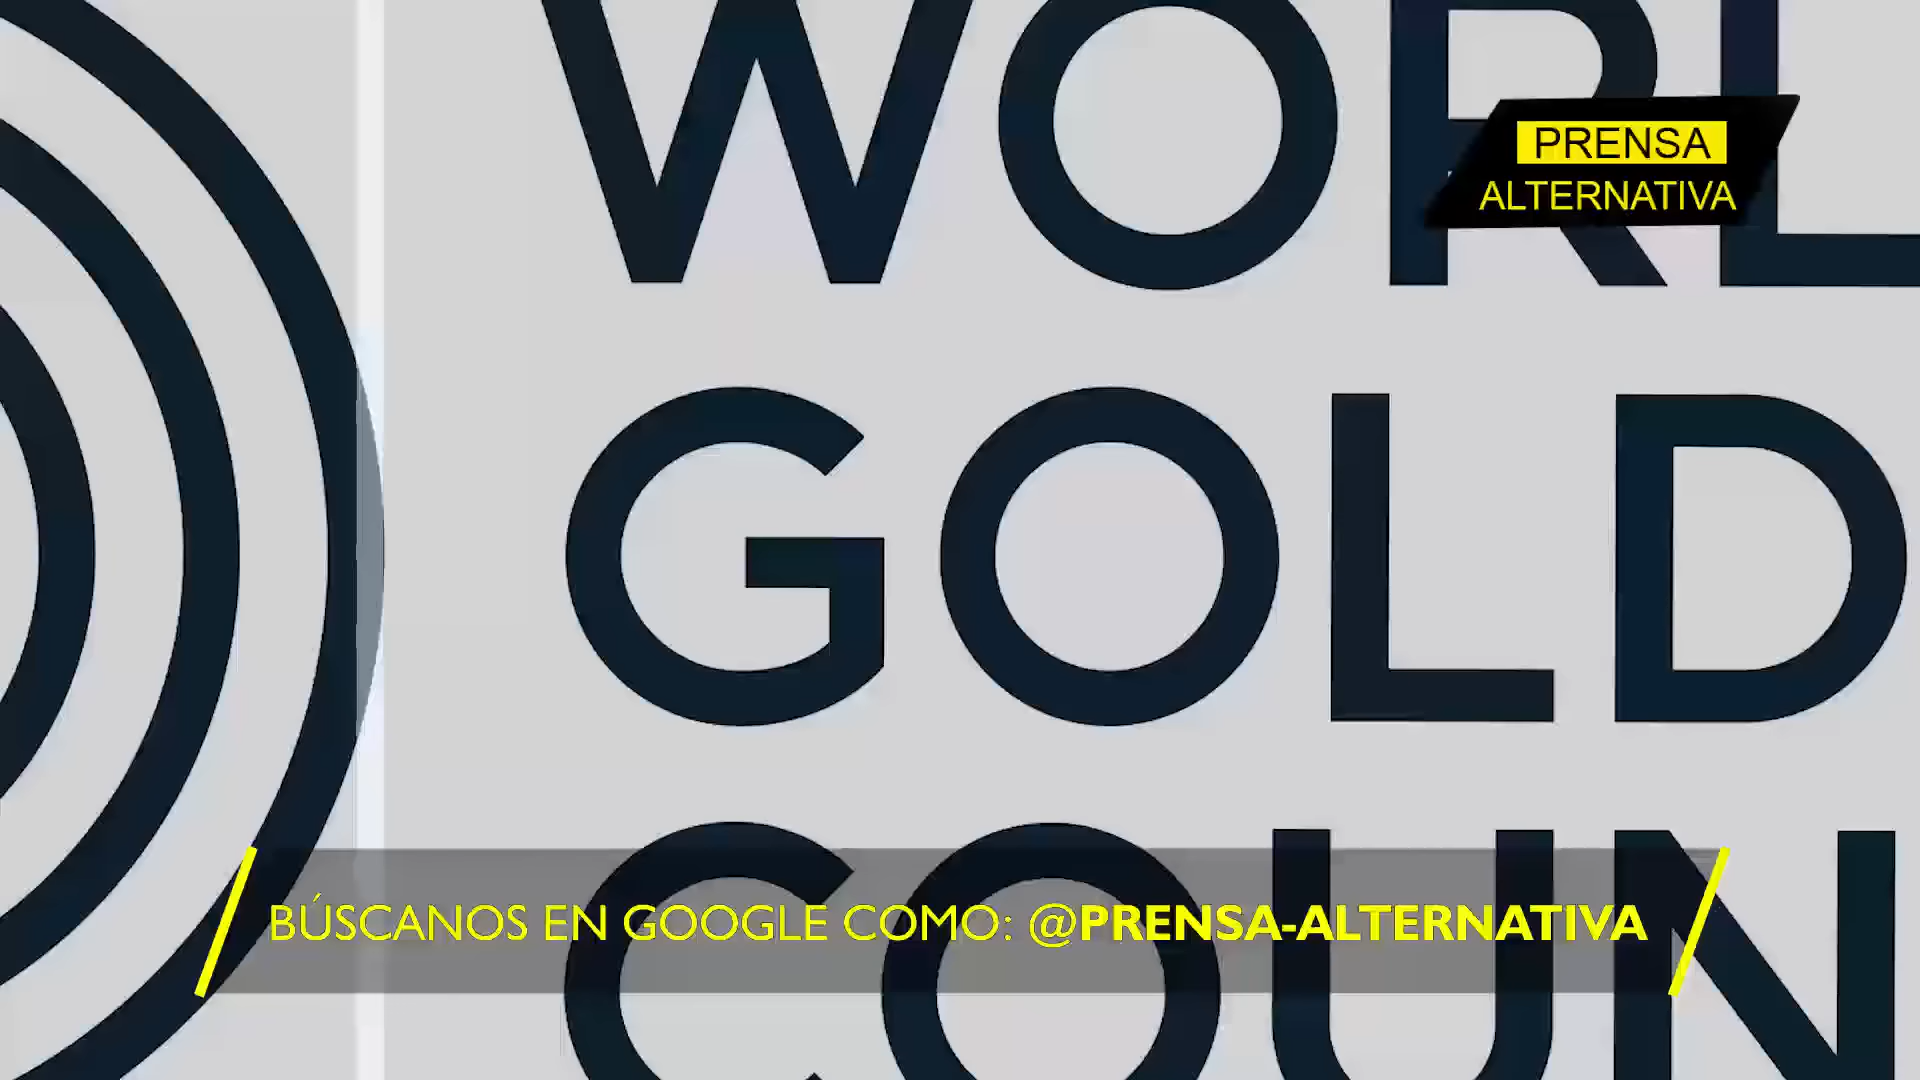 WORL
PRENSA
ALTERNATIVA
GOLD
COUN
BÚSCANOS EN GOOGLE COMO: @PRENSA-ALTERNATIVA